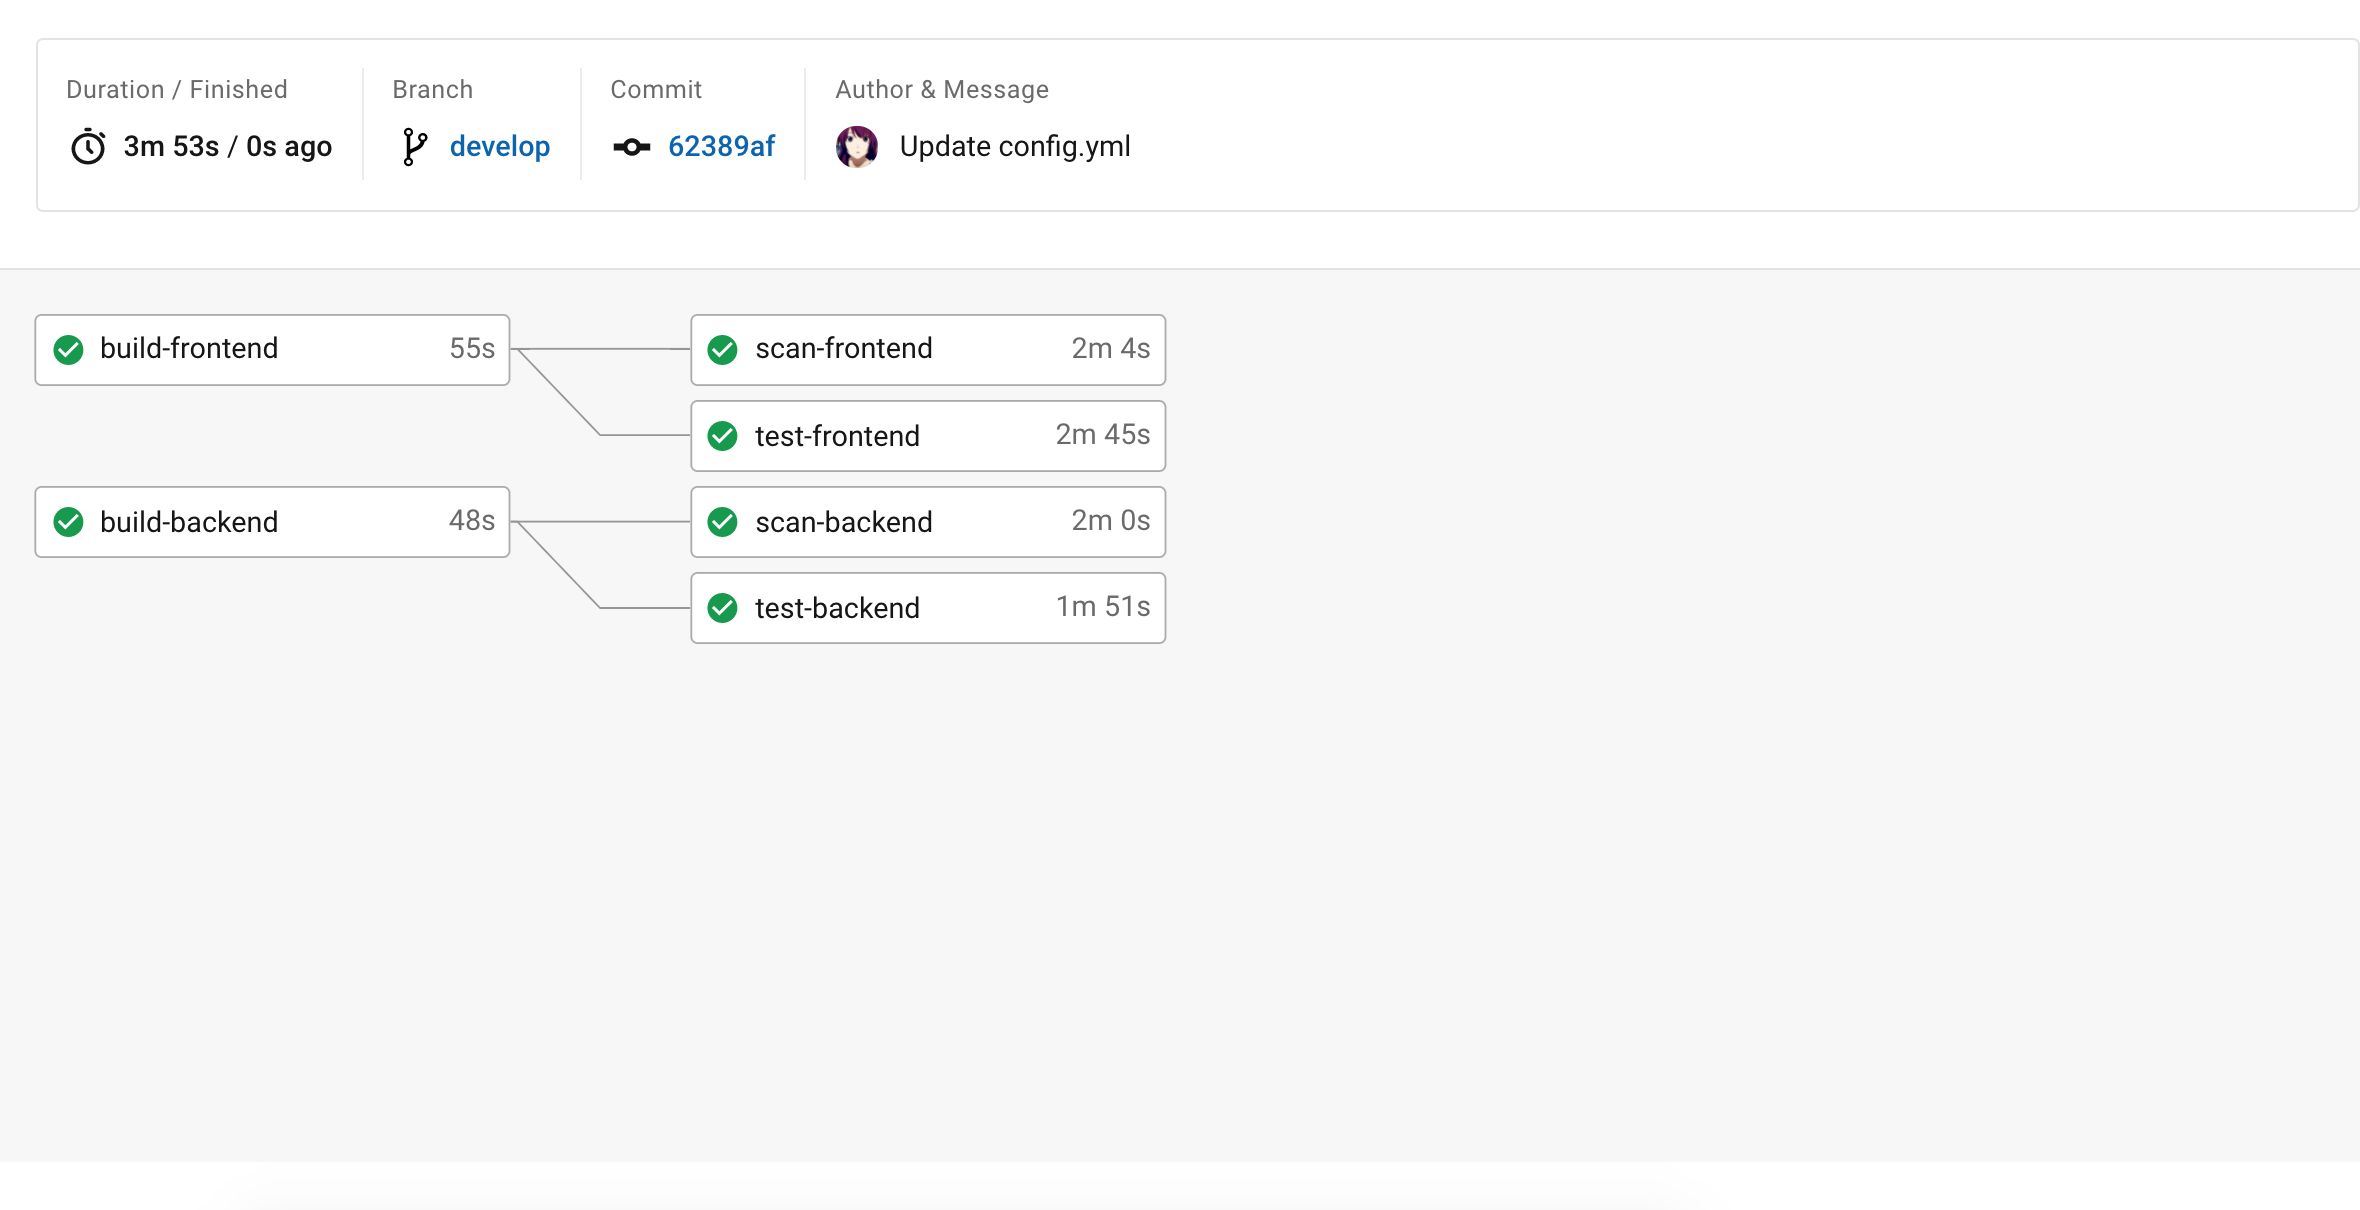 Duration / Finished
3m 53s / 0s ago
Branch
develop
Commit
62389af
Author & Message
Update config.yml
build-frontend 55s
scan-frontend 2m 4s
test-frontend 2m 45s
build-backend 48s
scan-backend 2m 0s
test-backend 1m 51s